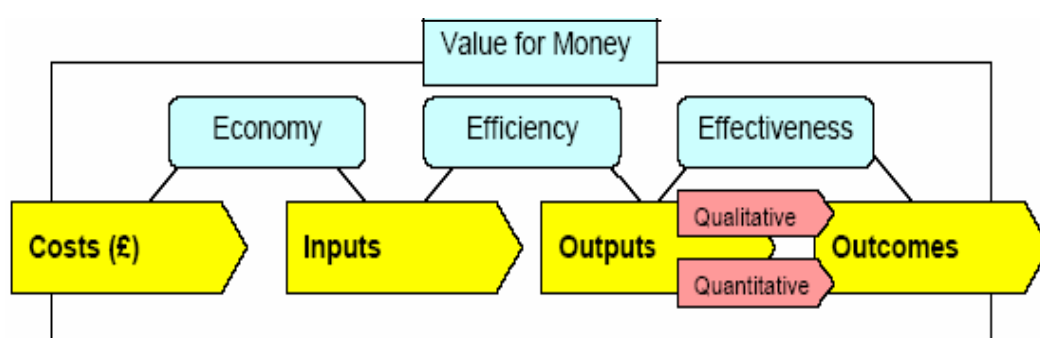 Value for Money
Economy
Efficiency
Effectiveness
Costs (£)
Inputs
Outputs
Qualitative
Quantitative
Outcomes